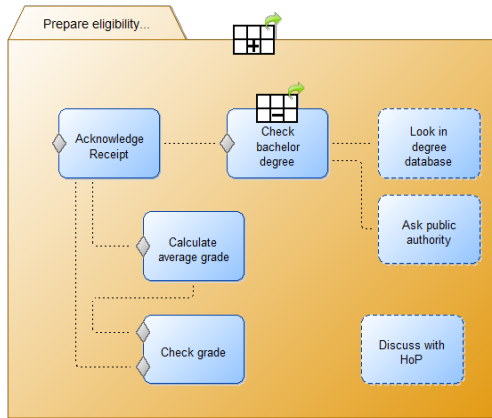 Prepare eligibility...
Acknowledge
Receipt
Check
bachelor
degree
Look in
degree
database
Ask public
authority
Calculate
average grade
Check grade
Discuss with
HoP